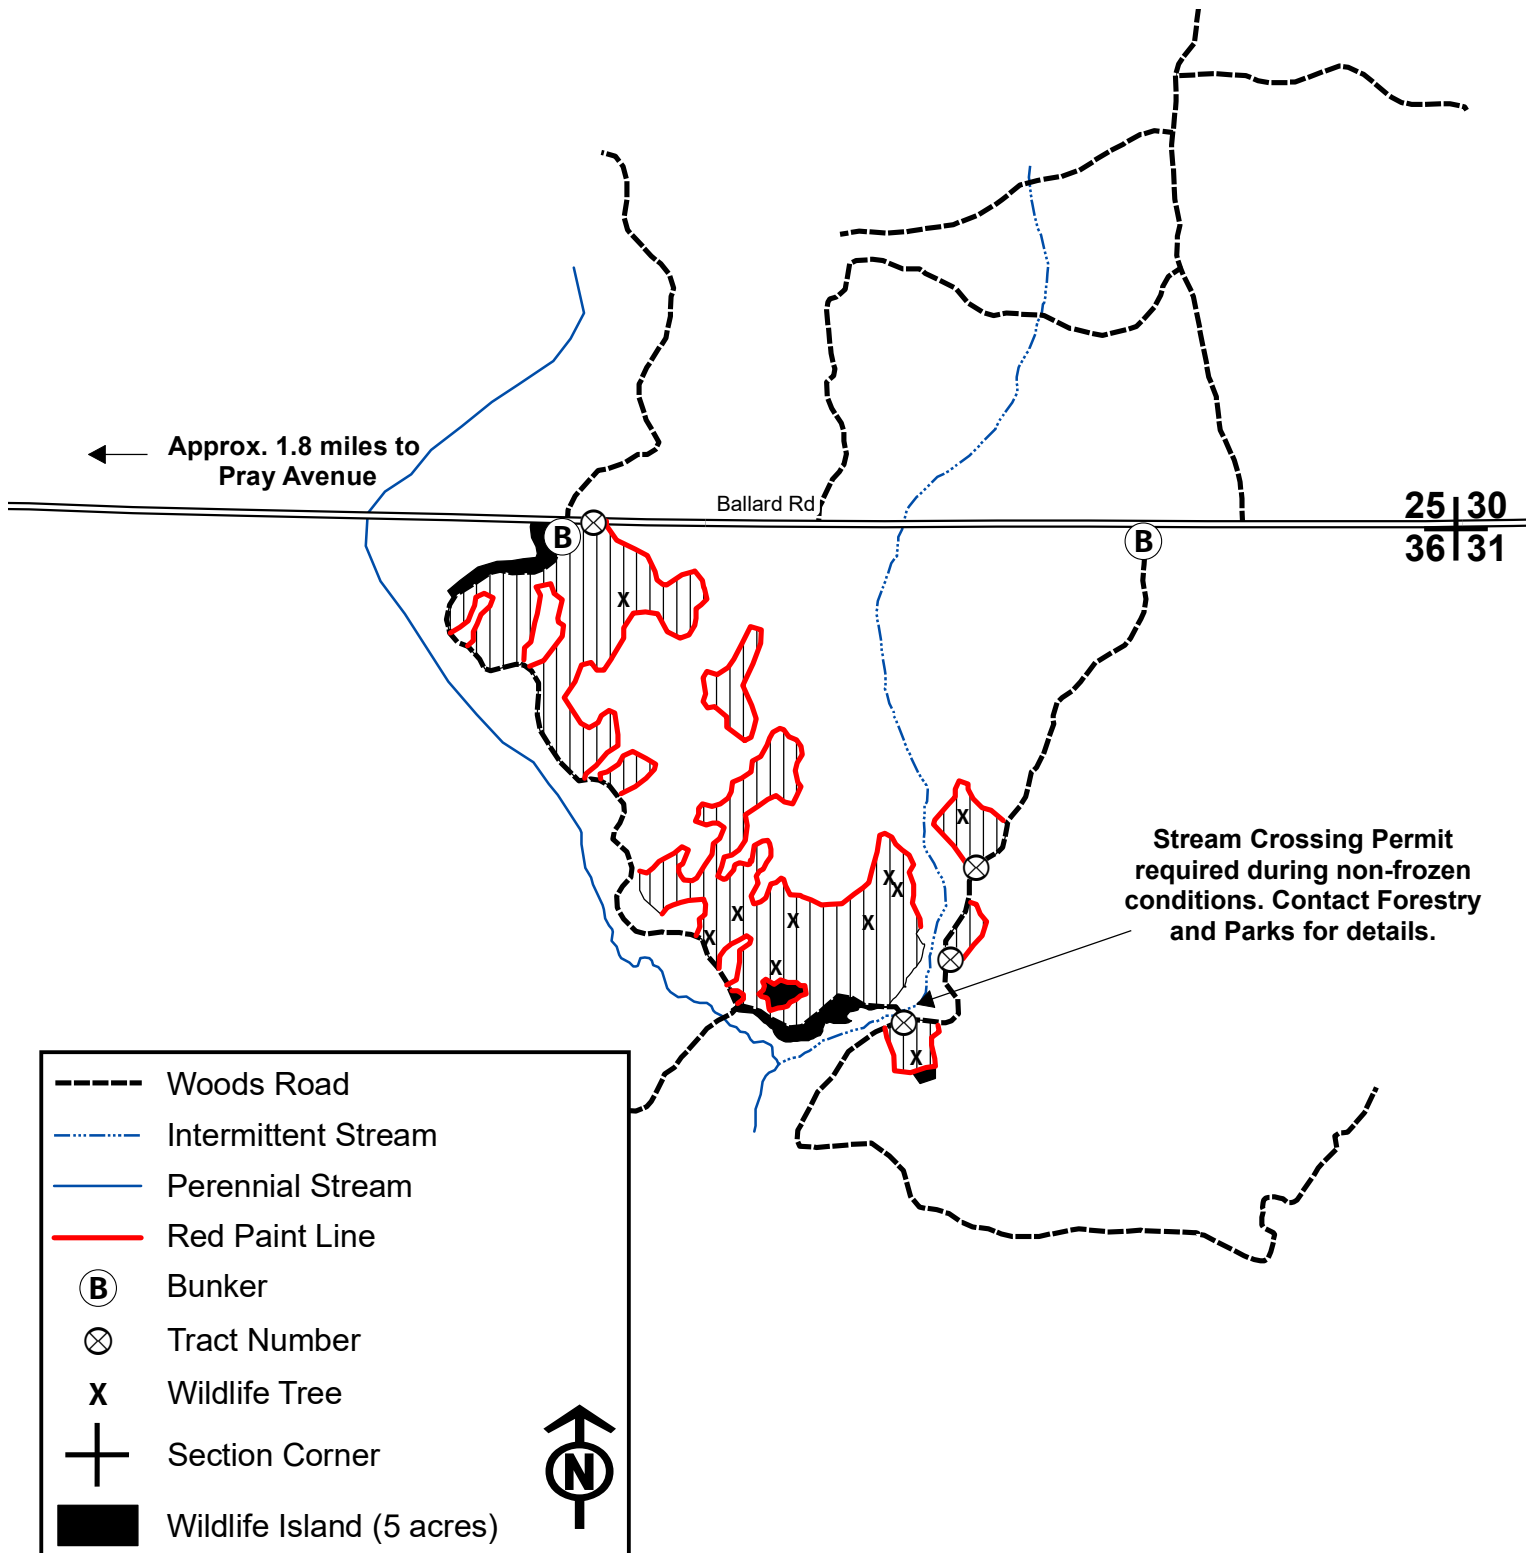 Approx. 1.8 miles to
Pray Avenue
Ballard Rd
25 30
36 31
B
B
X
X
X
X
X
X
X
X
X
X
Stream Crossing Permit
required during non-frozen
conditions. Contact Forestry
and Parks for details.
Woods Road
Intermittent Stream
Perennial Stream
Red Paint Line
B Bunker
Tract Number
X Wildlife Tree
Section Corner
N
Wildlife Island (5 acres)